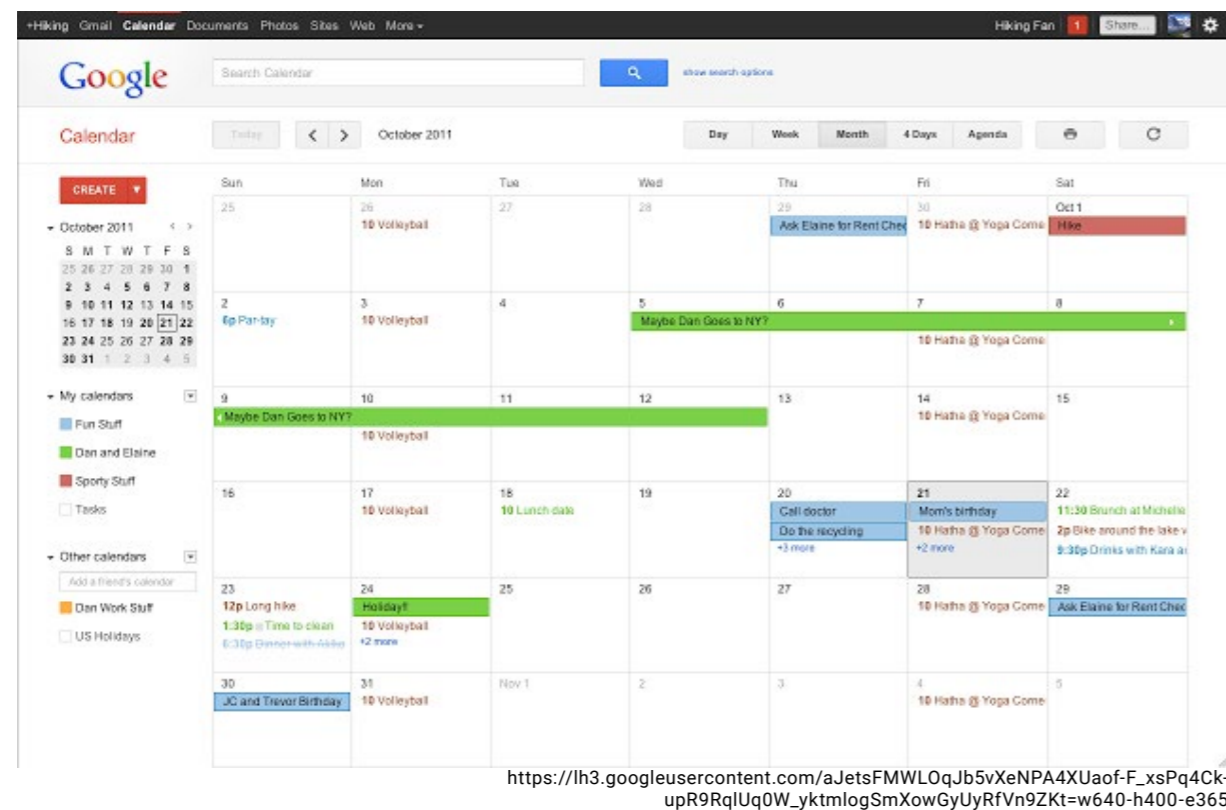 +Hiking Gmail Calendar Documents Photos Sites Web More
Hiking Fan 1 Share...
Google
Search Calendar
show search options
Calendar
Today
October 2011
Day Week Month 4 Days Agenda
CREATE
October 2011
S M T W T F S
25 26 27 28 29 30 1
2 3 4 5 6 7 8
9 10 11 12 13 14 15
16 17 18 19 20 21 22
23 24 25 26 27 28 29
30 31 1 2 3 4 5
My calendars
Fun Stuff
Dan and Elaine
Sporty Stuff
Tasks
Other calendars
Add a friend's calendar
Dan Work Stuff
US Holidays
Sun Mon Tue Wed Thu Fri Sat
25 26 27 28 29 30 Oct 1
10 Volleyball
Ask Elaine for Rent Chec
10 Hatha @ Yoga Come
Hike
2 3 4 5 6 7 8
6p Par-tay
10 Volleyball
Maybe Dan Goes to NY?
10 Hatha @ Yoga Come
9 10 11 12 13 14 15
Maybe Dan Goes to NY?
10 Volleyball
10 Hatha @ Yoga Come
16 17 18 19 20 21 22
10 Volleyball
10 Lunch date
Call doctor
Do the recycling
+3 more
Mom's birthday
10 Hatha @ Yoga Come
+2 more
11:30 Brunch at Michelle
2p Bike around the lake v
9:30p Drinks with Kara a
23 24 25 26 27 28 29
12p Long hike
1:30p Time to clean
6:30p Dinner with Akiko
Holiday!!
10 Volleyball
+2 more
10 Hatha @ Yoga Come
Ask Elaine for Rent Chec
30 31 Nov 1 2 3 4 5
JC and Trevor Birthday
10 Volleyball
10 Hatha @ Yoga Come
https://lh3.googleusercontent.com/aJetsFMWLOqJb5vXeNPA4XUaof-F_xsPq4Ck-
upR9RqlUq0W_yktmlogSmXowGyUyRfVn9ZKt=w640-h400-e365